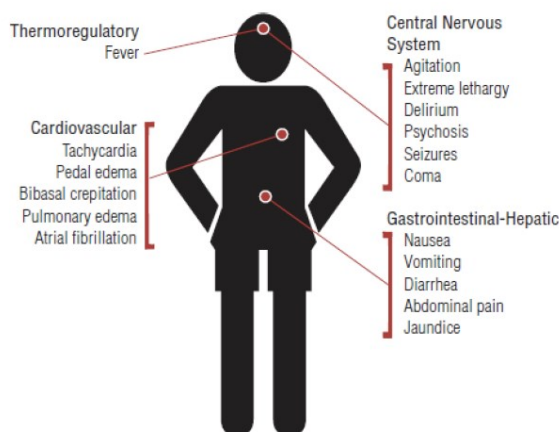 Thermoregulatory
Fever
Cardiovascular
Tachycardia
Pedal edema
Bibasal crepitation
Pulmonary edema
Atrial fibrillation
Central Nervous
System
Agitation
Extreme lethargy
Delirium
Psychosis
Seizures
Coma
Gastrointestinal-Hepatic
Nausea
Vomiting
Diarrhea
Abdominal pain
Jaundice